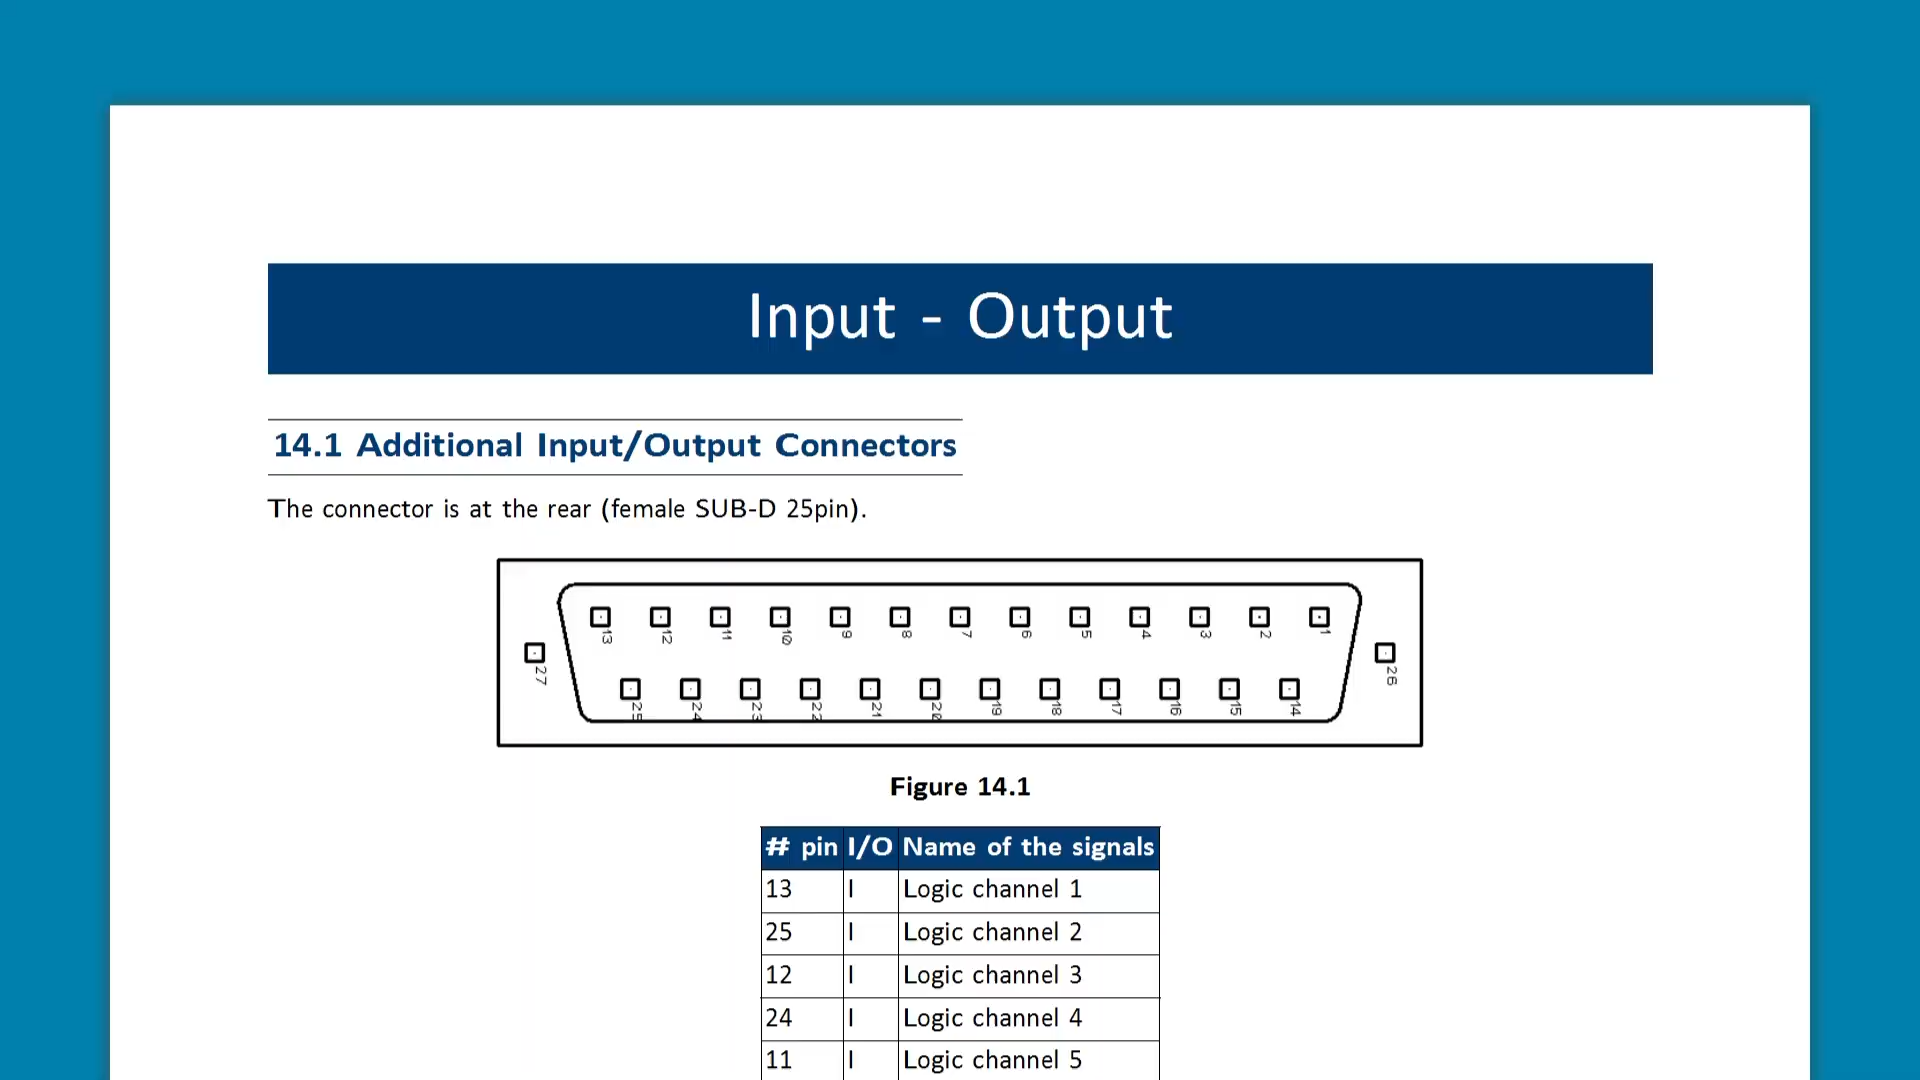 Input - Output
14.1 Additional Input/Output Connectors
The connector is at the rear (female SUB-D 25pin).
13 12 11 10 9 8 7 6 5 4 3 2 1
27 26
25 24 23 22 21 20 19 18 17 16 15 14
Figure 14.1
# pin I/O Name of the signals
13 I Logic channel 1
25 I Logic channel 2
12 I Logic channel 3
24 I Logic channel 4
11 I Logic channel 5